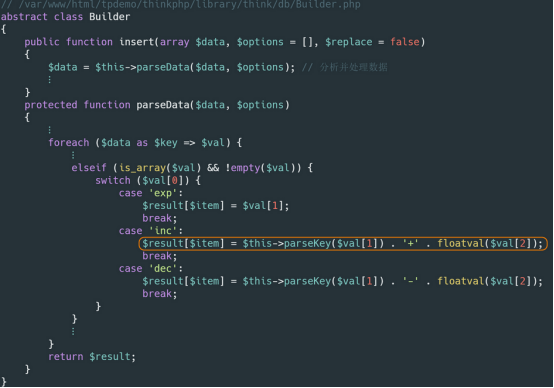 // /var/www/html/tpdemo/thinkphp/library/think/db/Builder.php
abstract class Builder
{
    public function insert(array $data, $options = [], $replace = false)
    {
        $data = $this->parseData($data, $options); // 分析并处理数据
        ⋮
    }
    protected function parseData($data, $options)
    {
        ⋮
        foreach ($data as $key => $val) {
            ⋮
            elseif (is_array($val) && !empty($val)) {
                switch ($val[0]) {
                    case 'exp':
                        $result[$item] = $val[1];
                        break;
                    case 'inc':
                        $result[$item] = $this->parseKey($val[1]) . '+' . floatval($val[2]);
                        break;
                    case 'dec':
                        $result[$item] = $this->parseKey($val[1]) . '-' . floatval($val[2]);
                        break;
                }
            }
            ⋮
        }
        return $result;
    }
}